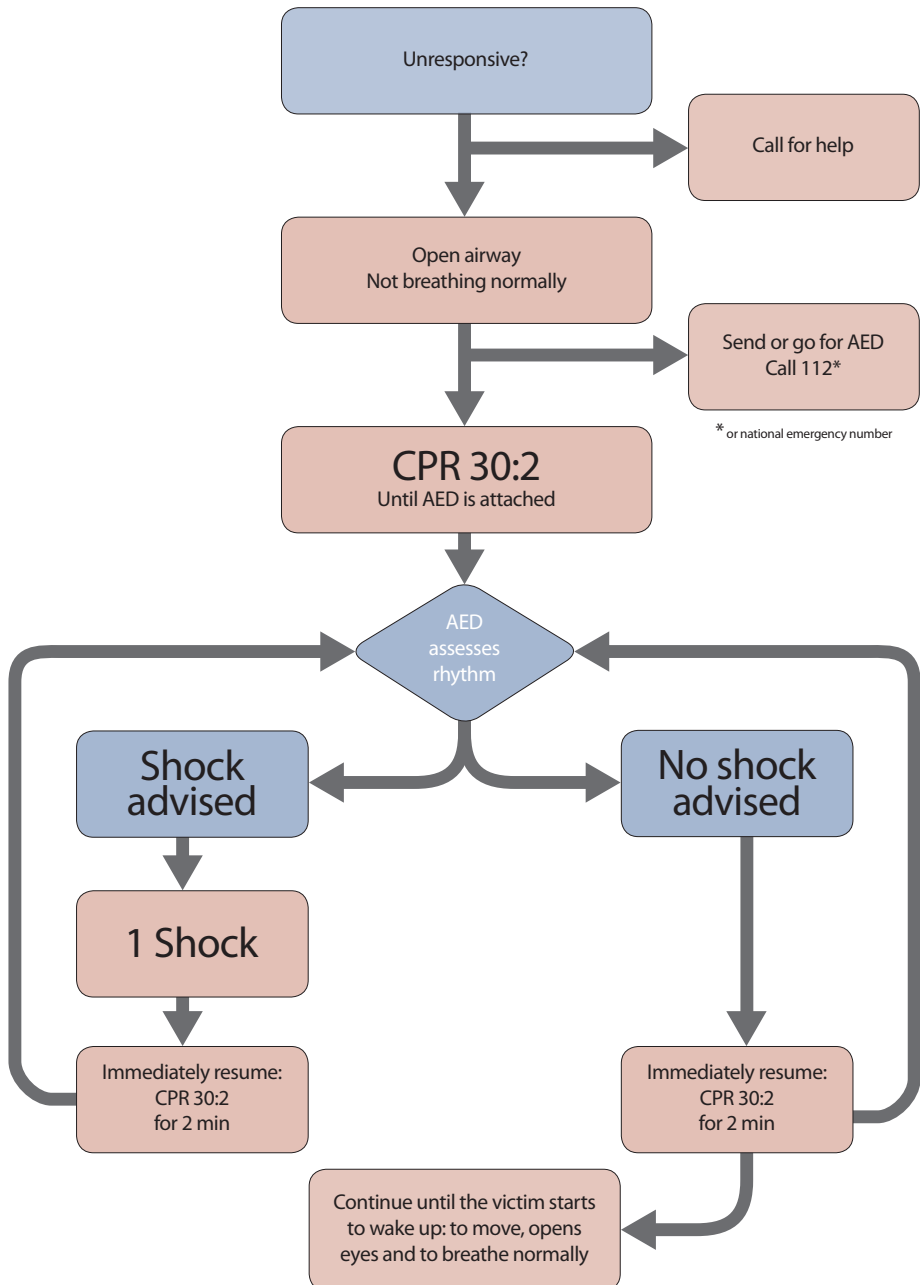 Unresponsive?
Call for help
Open airway
Not breathing normally
Send or go for AED
Call 112*
* or national emergency number
CPR 30:2
Until AED is attached
AED
assesses
rhythm
Shock
advised
No shock
advised
1 Shock
Immediately resume:
CPR 30:2
for 2 min
Immediately resume:
CPR 30:2
for 2 min
Continue until the victim starts
to wake up: to move, opens
eyes and to breathe normally